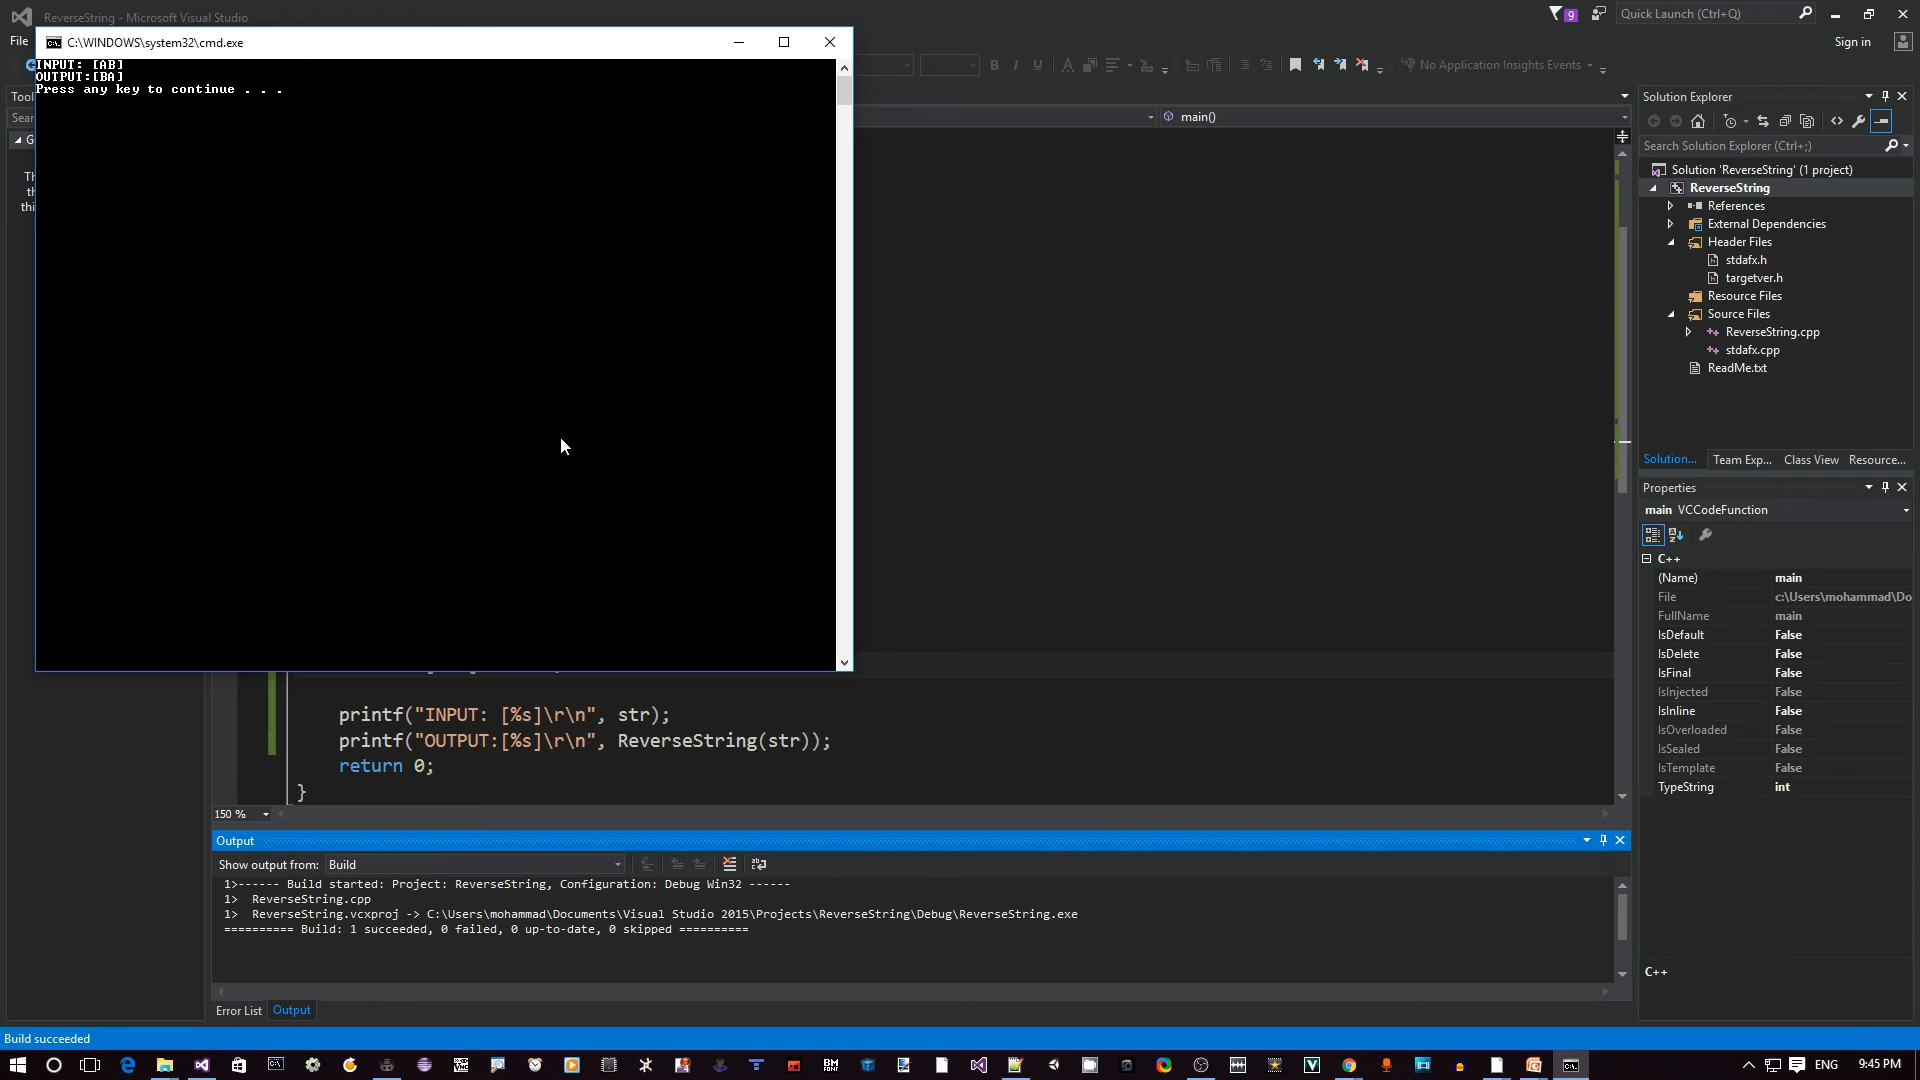 ReverseString - Microsoft Visual Studio
9
Quick Launch (Ctrl+Q)
File
Sign in
C:\WINDOWS\system32\cmd.exe
INPUT: [AB]
OUTPUT:[BA]
Press any key to continue . . .
No Application Insights Events
main()
Solution Explorer
Search Solution Explorer (Ctrl+;)
Solution 'ReverseString' (1 project)
ReverseString
References
External Dependencies
Header Files
stdafx.h
targetver.h
Resource Files
Source Files
ReverseString.cpp
stdafx.cpp
ReadMe.txt
Solution... Team Exp... Class View Resource...
Properties
main VCCodeFunction
C++
(Name) main
File c:\Users\mohammad\Do
FullName main
IsDefault False
IsDelete False
IsFinal False
IsInjected False
IsInline False
IsOverloaded False
IsSealed False
IsTemplate False
TypeString int
C++
printf("INPUT: [%s]\r\n", str);
printf("OUTPUT:[%s]\r\n", ReverseString(str));
return 0;
}
150 %
Output
Show output from: Build
1>------ Build started: Project: ReverseString, Configuration: Debug Win32 ------
1> ReverseString.cpp
1> ReverseString.vcxproj -> C:\Users\mohammad\Documents\Visual Studio 2015\Projects\ReverseString\Debug\ReverseString.exe
========== Build: 1 succeeded, 0 failed, 0 up-to-date, 0 skipped ==========
Error List Output
Build succeeded
ENG 9:45 PM